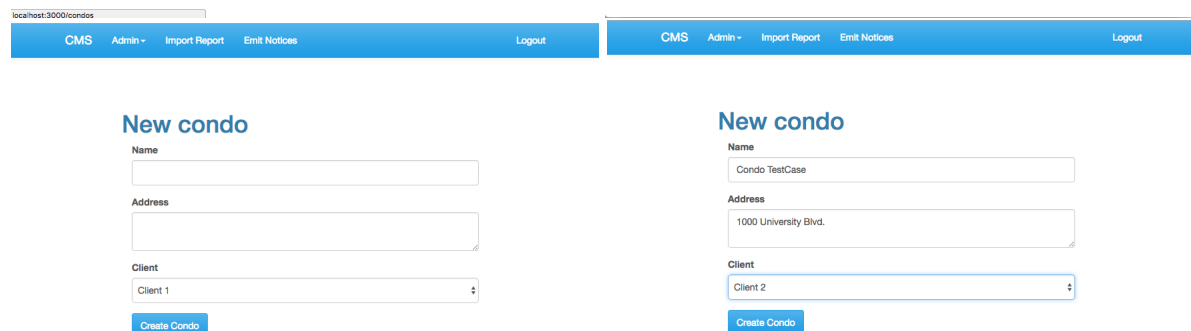 localhost:3000/condos
CMS Admin Import Report Emit Notices Logout
New condo
Name
Address
Client
Client 1
Create Condo
CMS Admin Import Report Emit Notices Logout
New condo
Name
Condo TestCase
Address
1000 University Blvd.
Client
Client 2
Create Condo